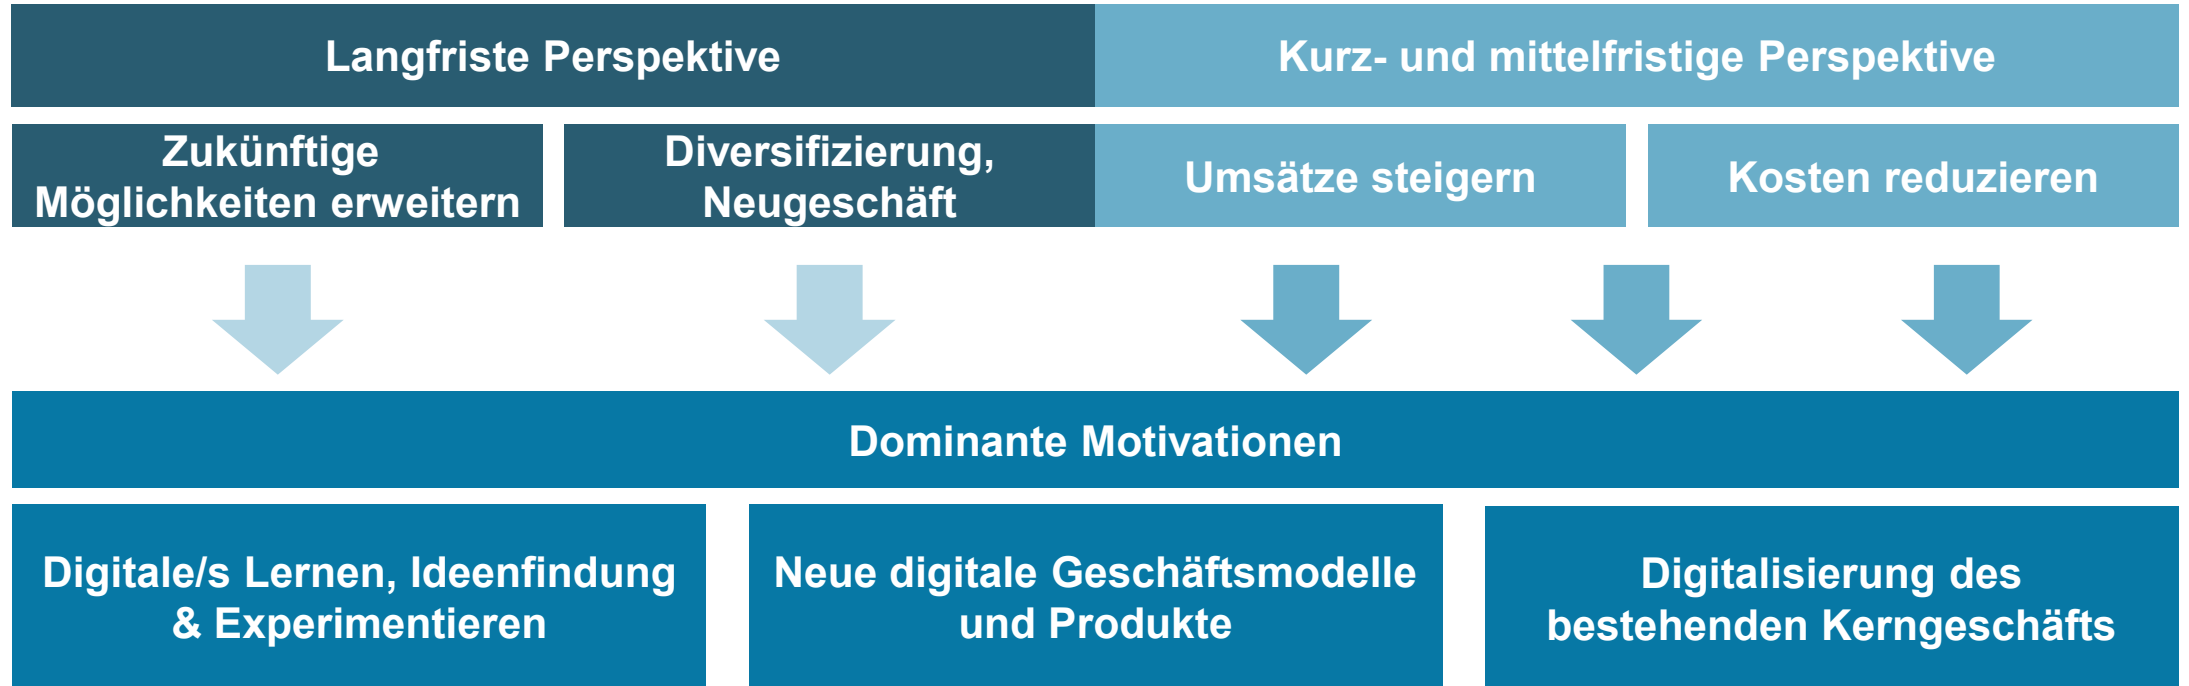 Langfriste Perspektive
Kurz- und mittelfristige Perspektive
Zukünftige
Möglichkeiten erweitern
Diversifizierung,
Neugeschäft
Umsätze steigern
Kosten reduzieren
Dominante Motivationen
Digitale/s Lernen, Ideenfindung
& Experimentieren
Neue digitale Geschäftsmodelle
und Produkte
Digitalisierung des
bestehenden Kerngeschäfts